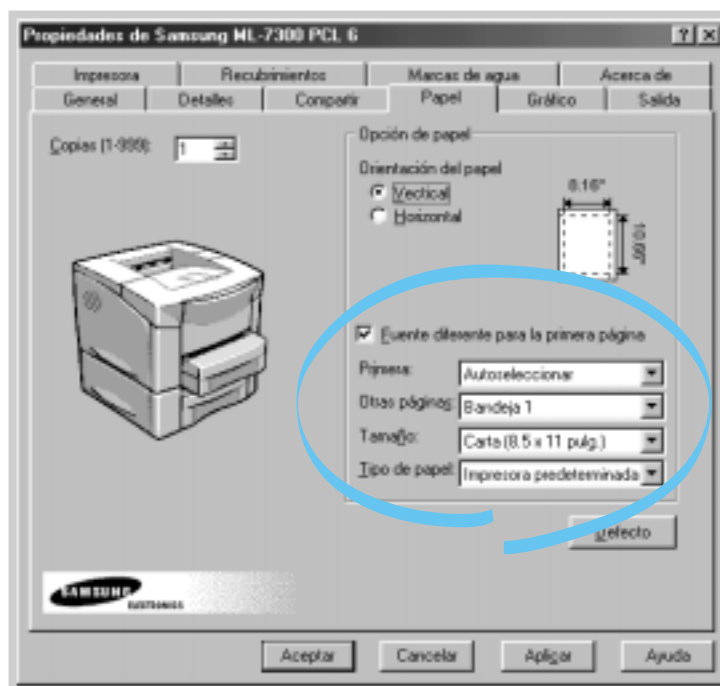 Propiedades de Samsung ML-7300 PCL 6
Impresora Recubrimientos Marcas de agua Acerca de
General Detalles Compartir Papel Gráfico Salida
Copias (1-999): 1
Opción de papel
Orientación del papel
Vectical
Horizontal
8.16"
10.66"
Fuente diferente para la primera página
Primera: Autoseleccionar
Otras páginas: Bandeja 1
Tamaño: Carta (8.5 x 11 pulg.)
Tipo de papel: Impresora predeterminada
Defecto
SAMSUNG
ELECTRONICS
Aceptar Cancelar Aplicar Ayuda